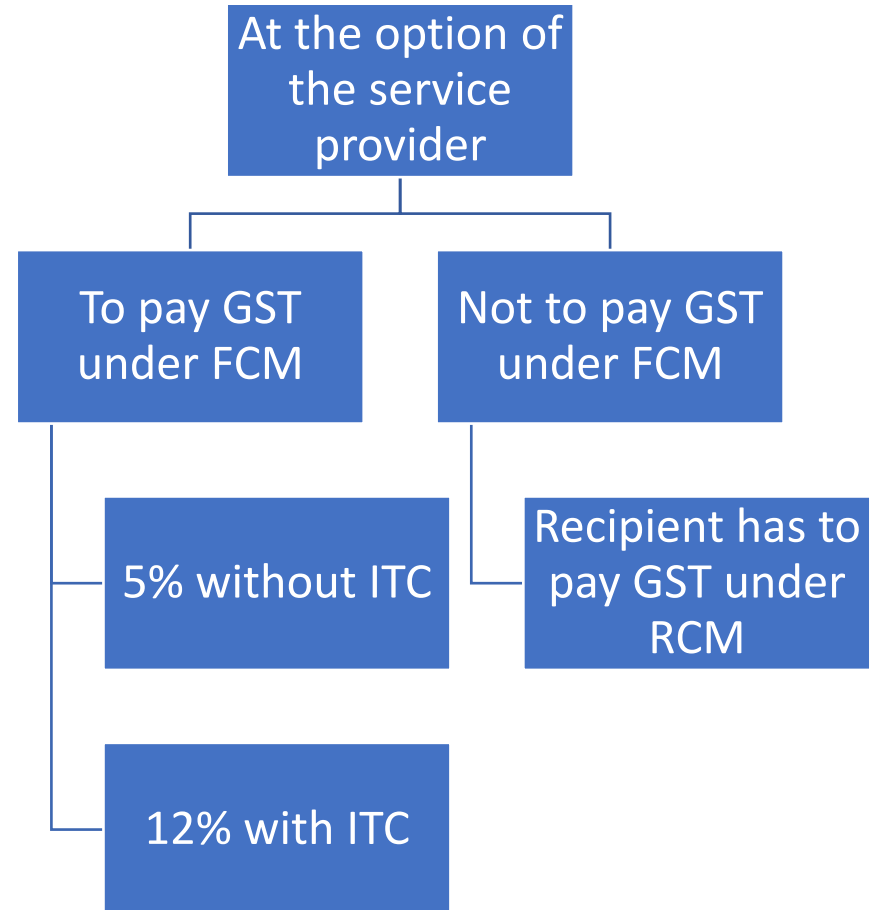 At the option of
the service
provider
To pay GST
under FCM
Not to pay GST
under FCM
5% without ITC
Recipient has to
pay GST under
RCM
12% with ITC